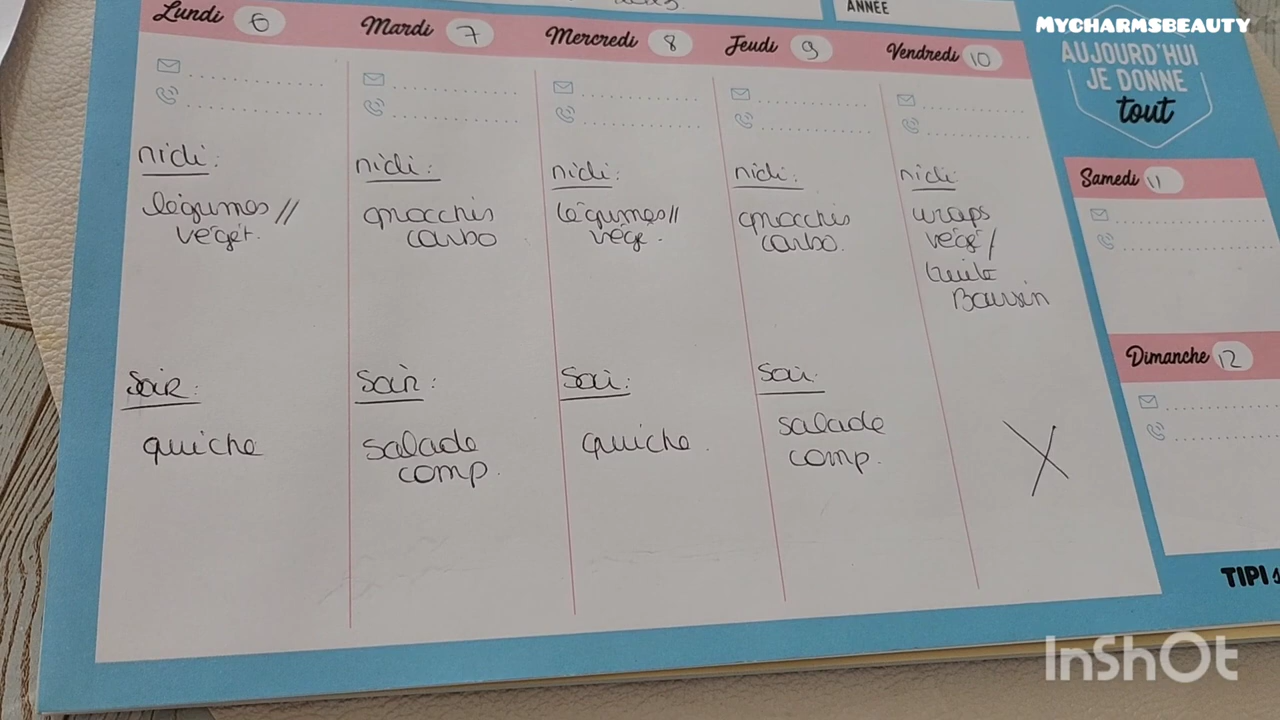 MYCHARMSBEAUTY
ANNÉE
Lundi 6
Mardi 7
Mercredi 8
Jeudi 9
Vendredi 10
AUJOURD'HUI
JE DONNE
tout
midi:
légumes //
végét.
soir:
quiche
midi:
gnocchis
carbo
soir:
salade
comp.
midi:
légumes //
végé.
soir:
quiche.
midi:
gnocchis
carbo.
soir:
salade
comp.
midi:
wraps
végé /
Boursin
X
Samedi 11
Dimanche 12
TIPI
InShOt